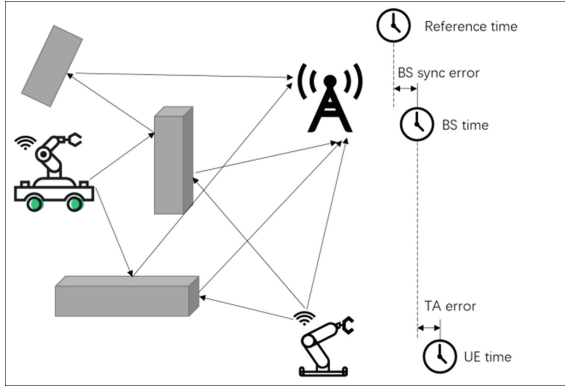 Reference time
BS sync error
BS time
TA error
UE time